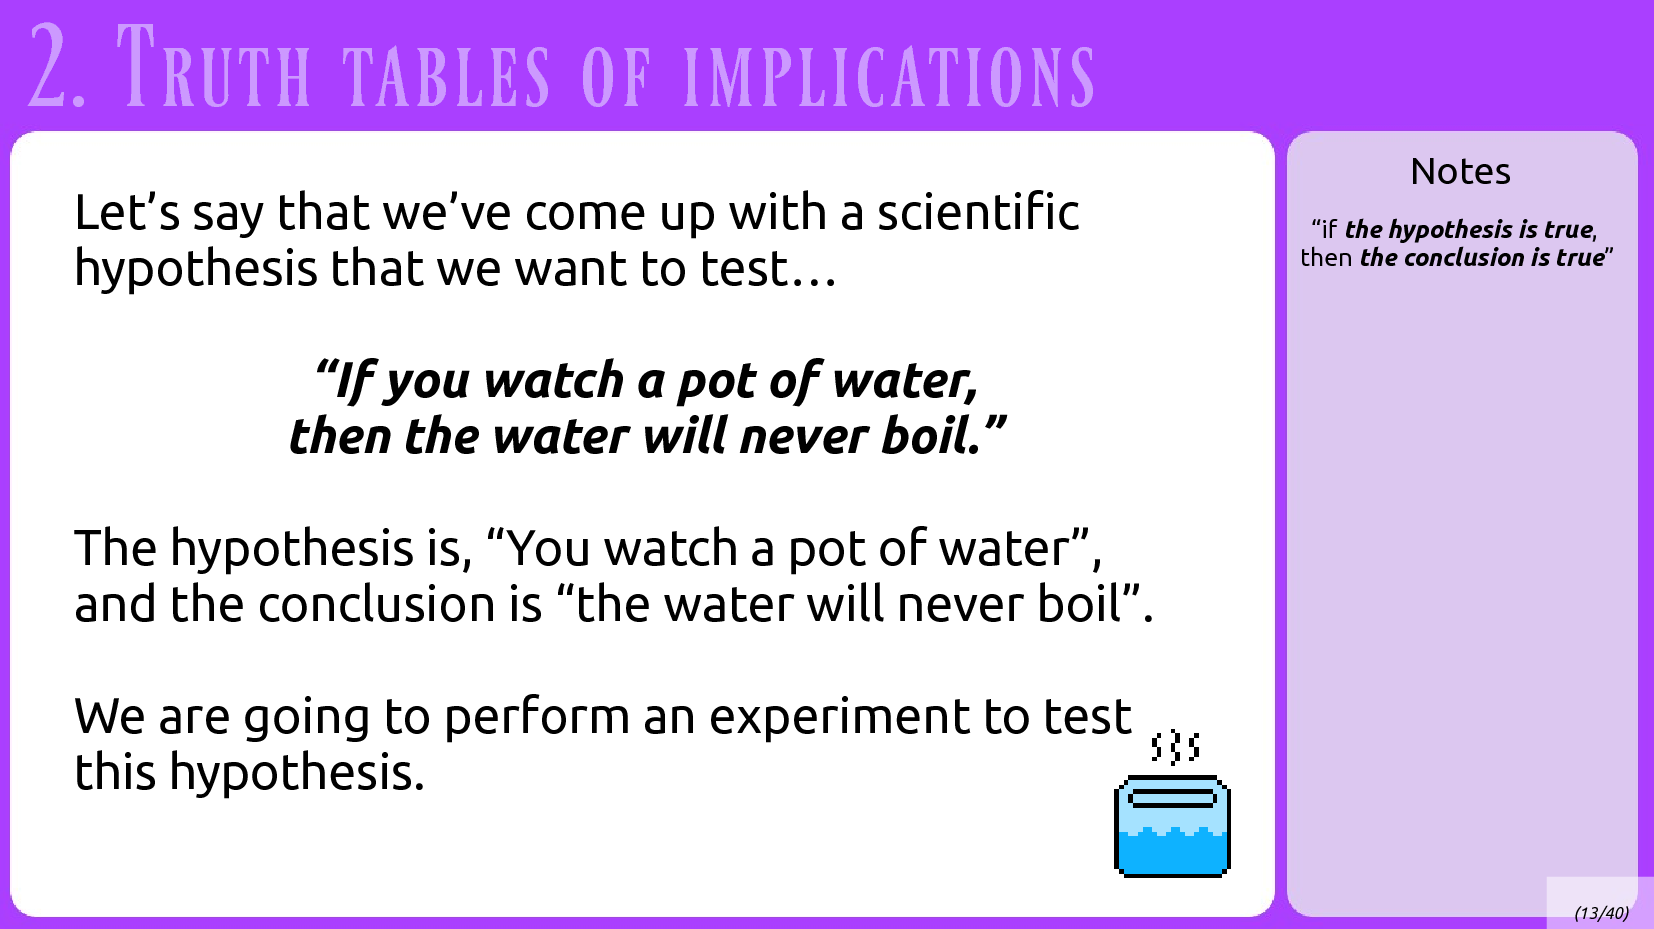 2. Truth tables of implications
Let’s say that we’ve come up with a scientific
hypothesis that we want to test…
“If you watch a pot of water,
then the water will never boil.”
The hypothesis is, “You watch a pot of water”,
and the conclusion is “the water will never boil”.
We are going to perform an experiment to test
this hypothesis.
Notes
“if the hypothesis is true,
then the conclusion is true”
(13/40)